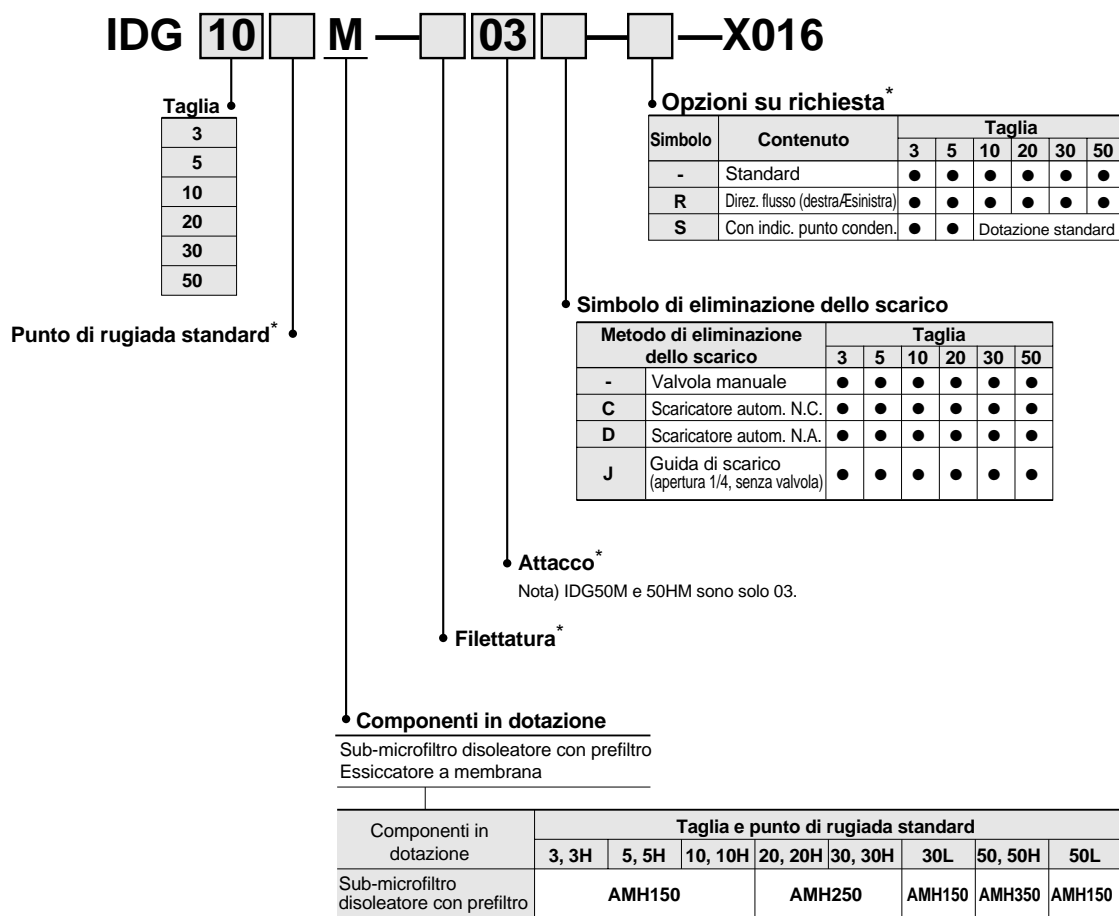 IDG 10 M — 03 — —X016
Taglia
3
5
10
20
30
50
Punto di rugiada standard*
Opzioni su richiesta*
Simbolo Contenuto Taglia
3 5 10 20 30 50
- Standard ● ● ● ● ● ●
R Direz. flusso (destraÆsinistra) ● ● ● ● ● ●
S Con indic. punto conden. ● ● Dotazione standard
Simbolo di eliminazione dello scarico
Metodo di eliminazione dello scarico Taglia
3 5 10 20 30 50
- Valvola manuale ● ● ● ● ● ●
C Scaricatore autom. N.C. ● ● ● ● ● ●
D Scaricatore autom. N.A. ● ● ● ● ● ●
J Guida di scarico
(apertura 1/4, senza valvola) ● ● ● ● ● ●
Attacco*
Nota) IDG50M e 50HM sono solo 03.
Filettatura*
Componenti in dotazione
Sub-microfiltro disoleatore con prefiltro
Essiccatore a membrana
Componenti in
dotazione
Taglia e punto di rugiada standard
3, 3H 5, 5H 10, 10H 20, 20H 30, 30H 30L 50, 50H 50L
Sub-microfiltro
disoleatore con prefiltro
AMH150 AMH250 AMH150 AMH350 AMH150